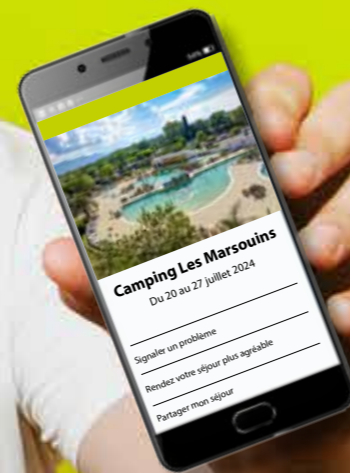 Camping Les Marsouins
Du 20 au 27 juillet 2024
Signaler un problème
Rendez votre séjour plus agréable
Partager mon séjour